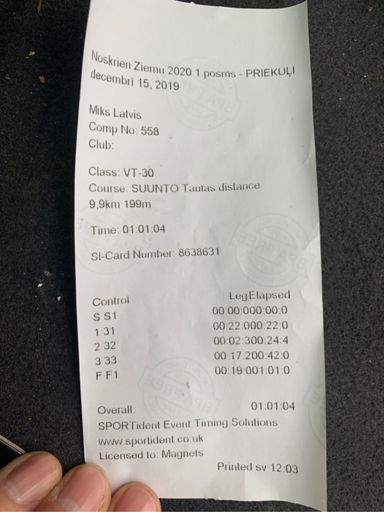 Noskrien Ziemu 2020 1.posms - PRIEKUĻI
decembrī 15, 2019
Miks Latvis
Comp No: 558
Club:
Class: VT-30
Course: SUUNTO Tautas distance
9,9km 199m
Time: 01:01:04
SI-Card Number: 8638631
Control LegElapsed
S S1 00:00:000:00:0
1 31 00:22:000:22:0
2 32 00:02:300:24:4
3 33 00:17:200:42:0
F F1 00:19:001:01:0
Overall: 01:01:04
SPORTident Event Timing Solutions
www.sportident.co.uk
Licensed to: Magnets
Printed sv 12:03